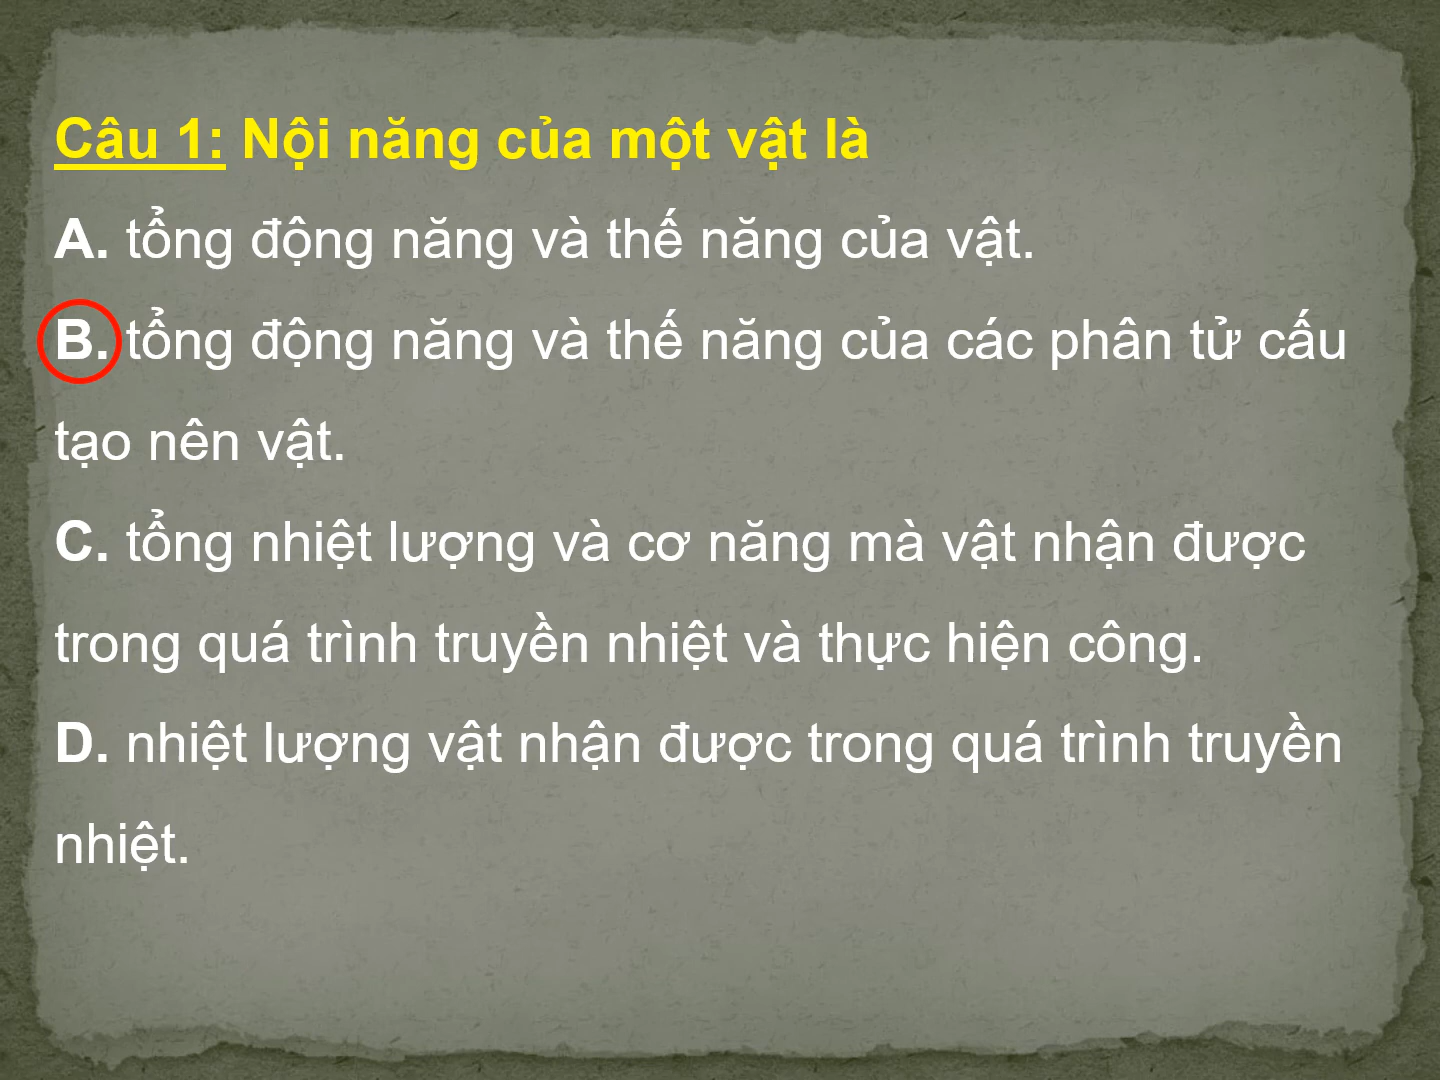 Câu 1: Nội năng của một vật là
A. tổng động năng và thế năng của vật.
B. tổng động năng và thế năng của các phân tử cấu
tạo nên vật.
C. tổng nhiệt lượng và cơ năng mà vật nhận được
trong quá trình truyền nhiệt và thực hiện công.
D. nhiệt lượng vật nhận được trong quá trình truyền
nhiệt.